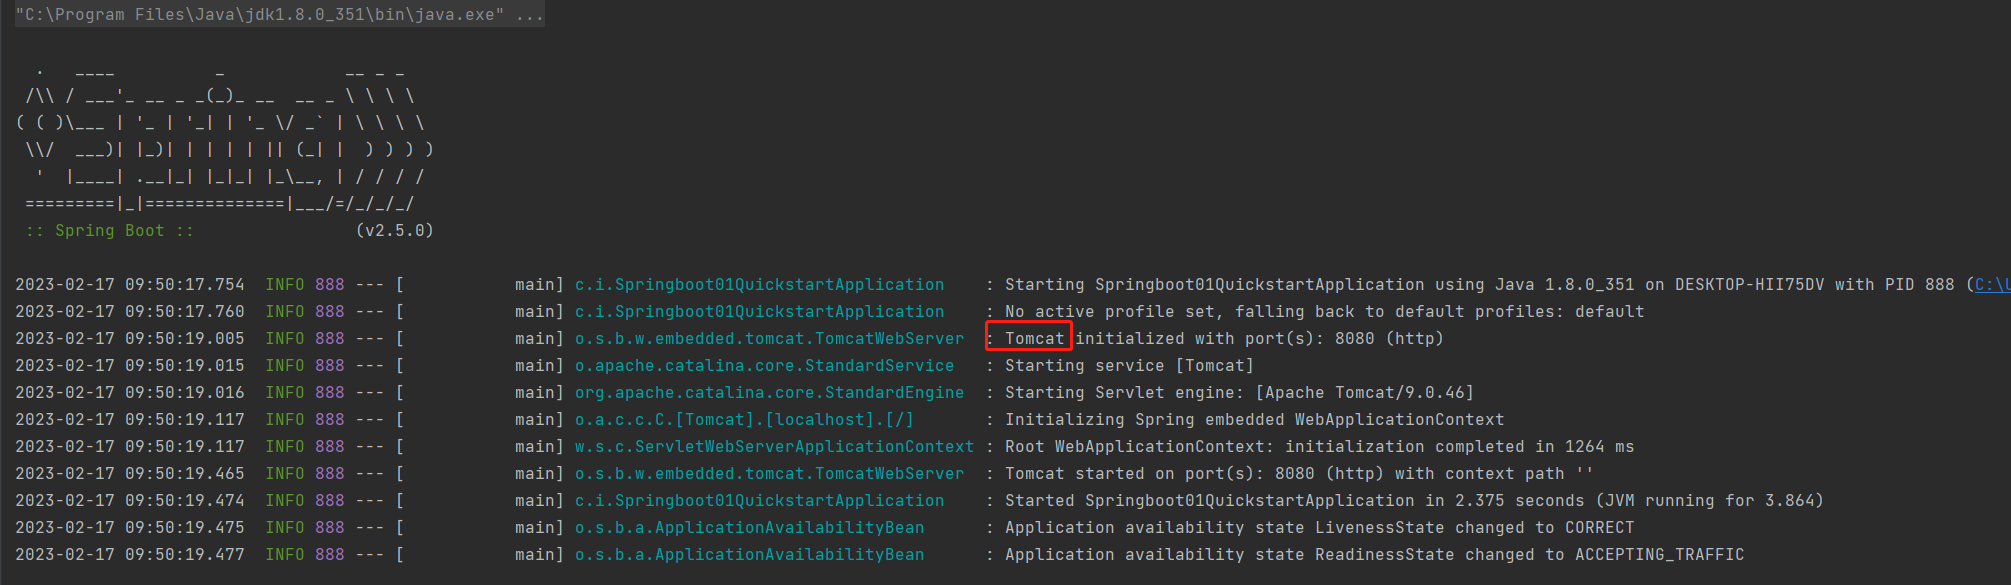 "C:\Program Files\Java\jdk1.8.0_351\bin\java.exe" ...
  .   ____          _            __ _ _
 /\\ / ___'_ __ _ _(_)_ __  __ _ \ \ \ \
( ( )\___ | '_ | '_| | '_ \/ _` | \ \ \ \
 \\/  ___)| |_)| | | | | || (_| |  ) ) ) )
  '  |____| .__|_| |_|_| |_\__, | / / / /
 =========|_|==============|___/=/_/_/_/
 :: Spring Boot ::                (v2.5.0)
2023-02-17 09:50:17.754  INFO 888 --- [           main] c.i.Springboot01QuickstartApplication    : Starting Springboot01QuickstartApplication using Java 1.8.0_351 on DESKTOP-HII75DV with PID 888 (C:\
2023-02-17 09:50:17.760  INFO 888 --- [           main] c.i.Springboot01QuickstartApplication    : No active profile set, falling back to default profiles: default
2023-02-17 09:50:19.005  INFO 888 --- [           main] o.s.b.w.embedded.tomcat.TomcatWebServer  : Tomcat initialized with port(s): 8080 (http)
2023-02-17 09:50:19.015  INFO 888 --- [           main] o.apache.catalina.core.StandardService   : Starting service [Tomcat]
2023-02-17 09:50:19.016  INFO 888 --- [           main] org.apache.catalina.core.StandardEngine  : Starting Servlet engine: [Apache Tomcat/9.0.46]
2023-02-17 09:50:19.117  INFO 888 --- [           main] o.a.c.c.C.[Tomcat].[localhost].[/]       : Initializing Spring embedded WebApplicationContext
2023-02-17 09:50:19.117  INFO 888 --- [           main] w.s.c.ServletWebServerApplicationContext : Root WebApplicationContext: initialization completed in 1264 ms
2023-02-17 09:50:19.465  INFO 888 --- [           main] o.s.b.w.embedded.tomcat.TomcatWebServer  : Tomcat started on port(s): 8080 (http) with context path ''
2023-02-17 09:50:19.474  INFO 888 --- [           main] c.i.Springboot01QuickstartApplication    : Started Springboot01QuickstartApplication in 2.375 seconds (JVM running for 3.864)
2023-02-17 09:50:19.475  INFO 888 --- [           main] o.s.b.a.ApplicationAvailabilityBean      : Application availability state LivenessState changed to CORRECT
2023-02-17 09:50:19.477  INFO 888 --- [           main] o.s.b.a.ApplicationAvailabilityBean      : Application availability state ReadinessState changed to ACCEPTING_TRAFFIC